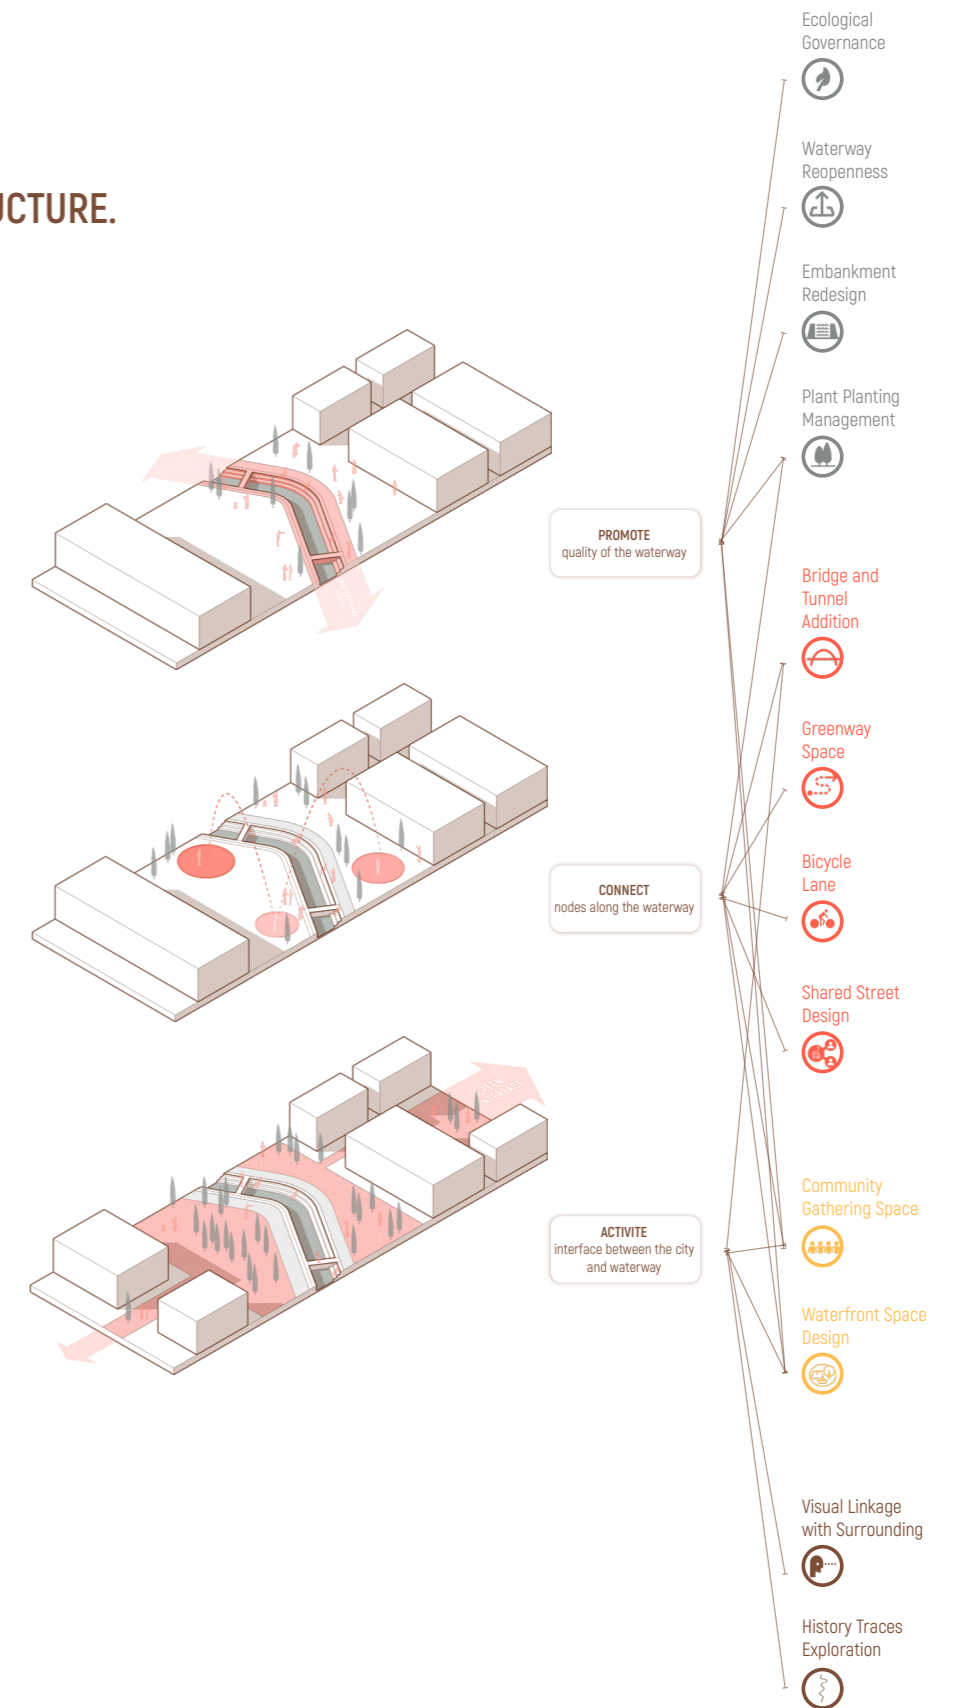 UCTURE.
Ecological
Governance
Waterway
Reopenness
Embankment
Redesign
Plant Planting
Management
PROMOTE
quality of the waterway
Bridge and
Tunnel
Addition
Greenway
Space
Bicycle
Lane
CONNECT
nodes along the waterway
Shared Street
Design
GREEN
INTERFACE
Community
Gathering Space
ACTIVITE
interface between the city
and waterway
Waterfront Space
Design
Visual Linkage
with Surrounding
History Traces
Exploration